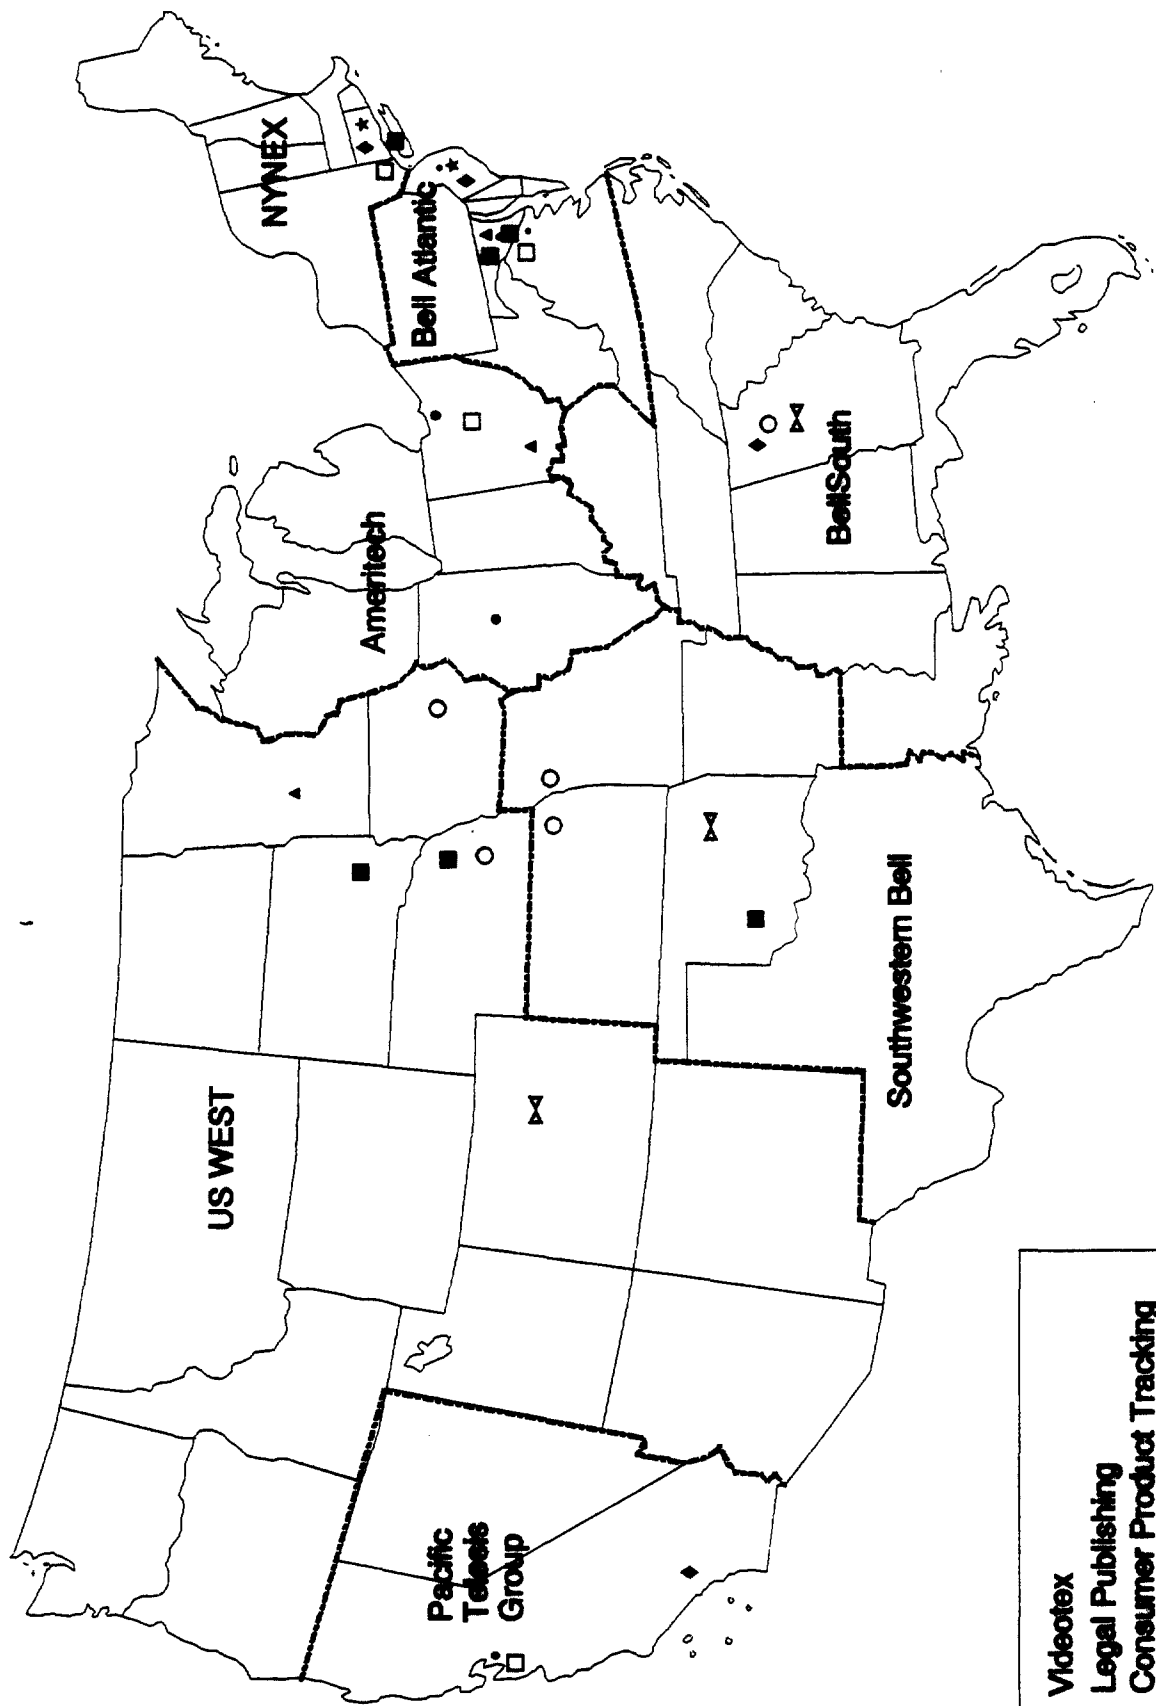 NYNEX
Bell Atlantic
Ameritech
BellSouth
US WEST
Southwestern Bell
Pacific
Telesis
Group
Videotex
Legal Publishing
Consumer Product Tracking